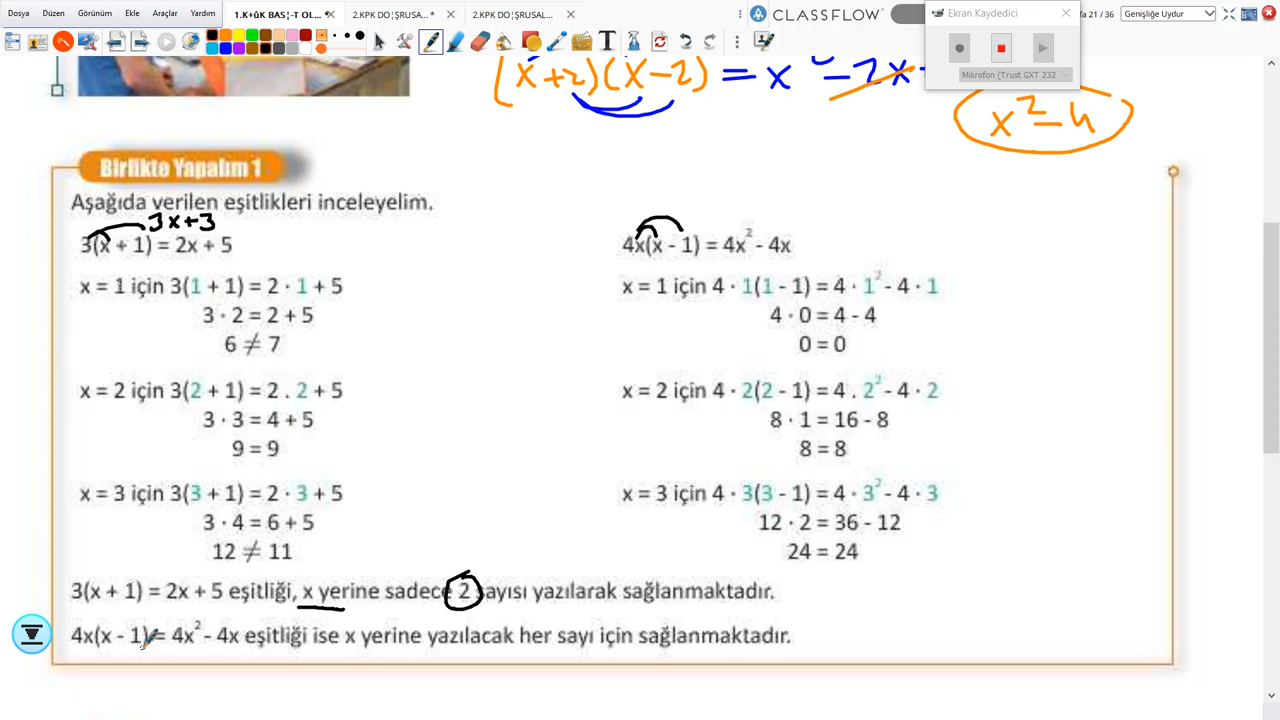 Dosya Düzen Görünüm Ekle Araçlar Yardım
1.K+ûK BAS¦-T OL...* 2.KPK DO¦ŞRUSA...* 2.KPK DO¦ŞRUSAL...
CLASSFLOW
Ekran Kaydedici
Mikrofon (Trust GXT 232
21 / 36
Genişliğe Uydur
(x+2)(x-2) = x² -2x
x²-4
Birlikte Yapalım 1
Aşağıda verilen eşitlikleri inceleyelim.
3x+3
3(x + 1) = 2x + 5
x = 1 için 3(1 + 1) = 2 · 1 + 5
3 · 2 = 2 + 5
6 ≠ 7
x = 2 için 3(2 + 1) = 2 . 2 + 5
3 · 3 = 4 + 5
9 = 9
x = 3 için 3(3 + 1) = 2 · 3 + 5
3 · 4 = 6 + 5
12 ≠ 11
4x(x - 1) = 4x² - 4x
x = 1 için 4 · 1(1 - 1) = 4 · 1² - 4 · 1
4 · 0 = 4 - 4
0 = 0
x = 2 için 4 · 2(2 - 1) = 4 . 2² - 4 · 2
8 · 1 = 16 - 8
8 = 8
x = 3 için 4 · 3(3 - 1) = 4 · 3² - 4 · 3
12 · 2 = 36 - 12
24 = 24
3(x + 1) = 2x + 5 eşitliği, x yerine sadece 2 sayısı yazılarak sağlanmaktadır.
4x(x - 1) = 4x² - 4x eşitliği ise x yerine yazılacak her sayı için sağlanmaktadır.